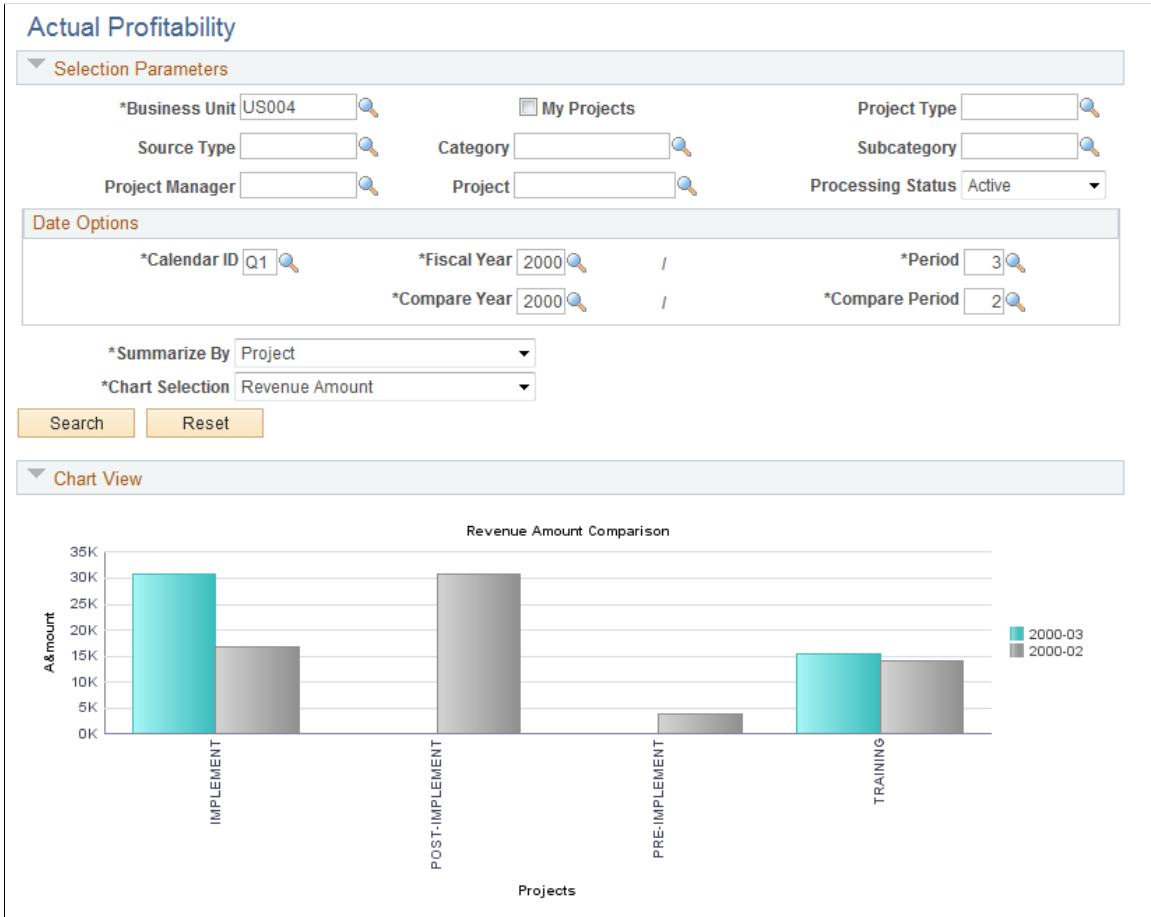 Actual Profitability
Selection Parameters
*Business Unit US004 My Projects Project Type
Source Type Category Subcategory
Project Manager Project Processing Status Active
Date Options
*Calendar ID Q1 *Fiscal Year 2000 / *Period 3
*Compare Year 2000 / *Compare Period 2
*Summarize By Project
*Chart Selection Revenue Amount
Search Reset
Chart View
Revenue Amount Comparison
35K
30K
25K
20K
15K
10K
5K
0K
A&mount
2000-03
2000-02
IMPLEMENT
POST-IMPLEMENT
PRE-IMPLEMENT
TRAINING
Projects